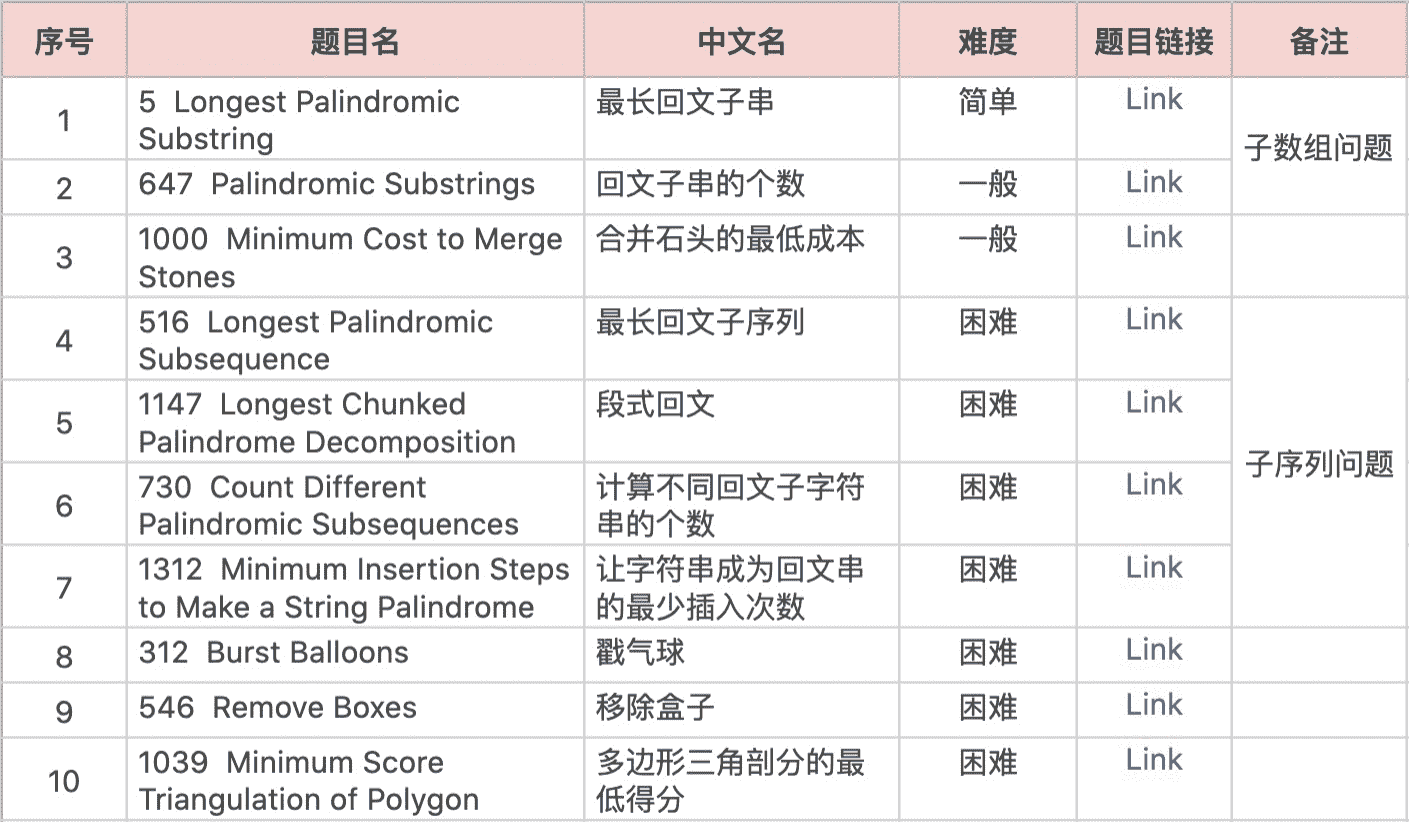 序号 题目名 中文名 难度 题目链接 备注
1 5 Longest Palindromic Substring 最长回文子串 简单 Link 子数组问题
2 647 Palindromic Substrings 回文子串的个数 一般 Link
3 1000 Minimum Cost to Merge Stones 合并石头的最低成本 一般 Link
4 516 Longest Palindromic Subsequence 最长回文子序列 困难 Link 子序列问题
5 1147 Longest Chunked Palindrome Decomposition 段式回文 困难 Link
6 730 Count Different Palindromic Subsequences 计算不同回文子字符串的个数 困难 Link
7 1312 Minimum Insertion Steps to Make a String Palindrome 让字符串成为回文串的最少插入次数 困难 Link
8 312 Burst Balloons 戳气球 困难 Link
9 546 Remove Boxes 移除盒子 困难 Link
10 1039 Minimum Score Triangulation of Polygon 多边形三角剖分的最低得分 困难 Link